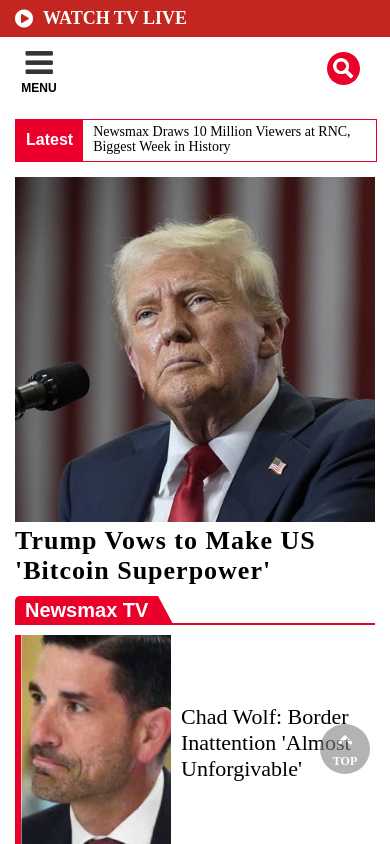 WATCH TV LIVE
MENU
Latest
Newsmax Draws 10 Million Viewers at RNC,
Biggest Week in History
Trump Vows to Make US
'Bitcoin Superpower'
Newsmax TV
Chad Wolf: Border
Inattention 'Almost
Unforgivable'
TOP